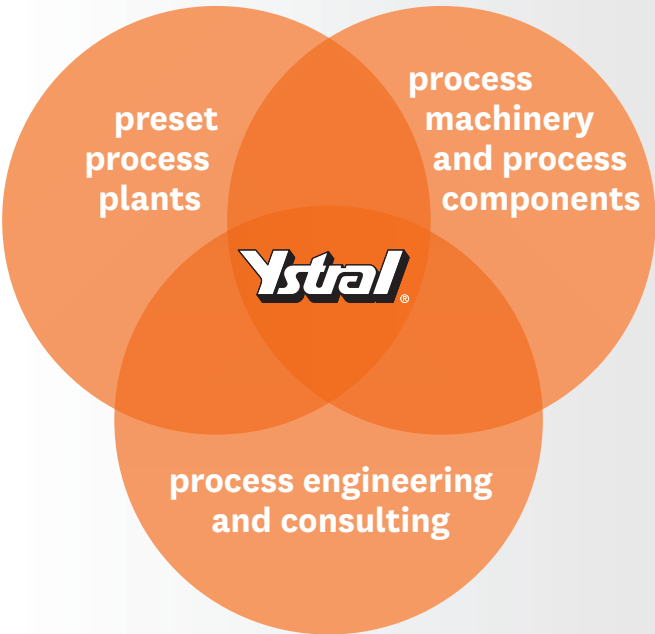 preset
process
plants
process
machinery
and process
components
Ystral®
process engineering
and consulting